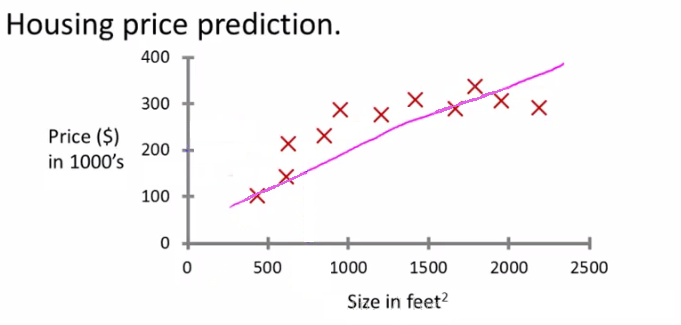 Housing price prediction.
400
300
Price ($)
in 1000's
200
100
0
0 500 1000 1500 2000 2500
Size in feet²